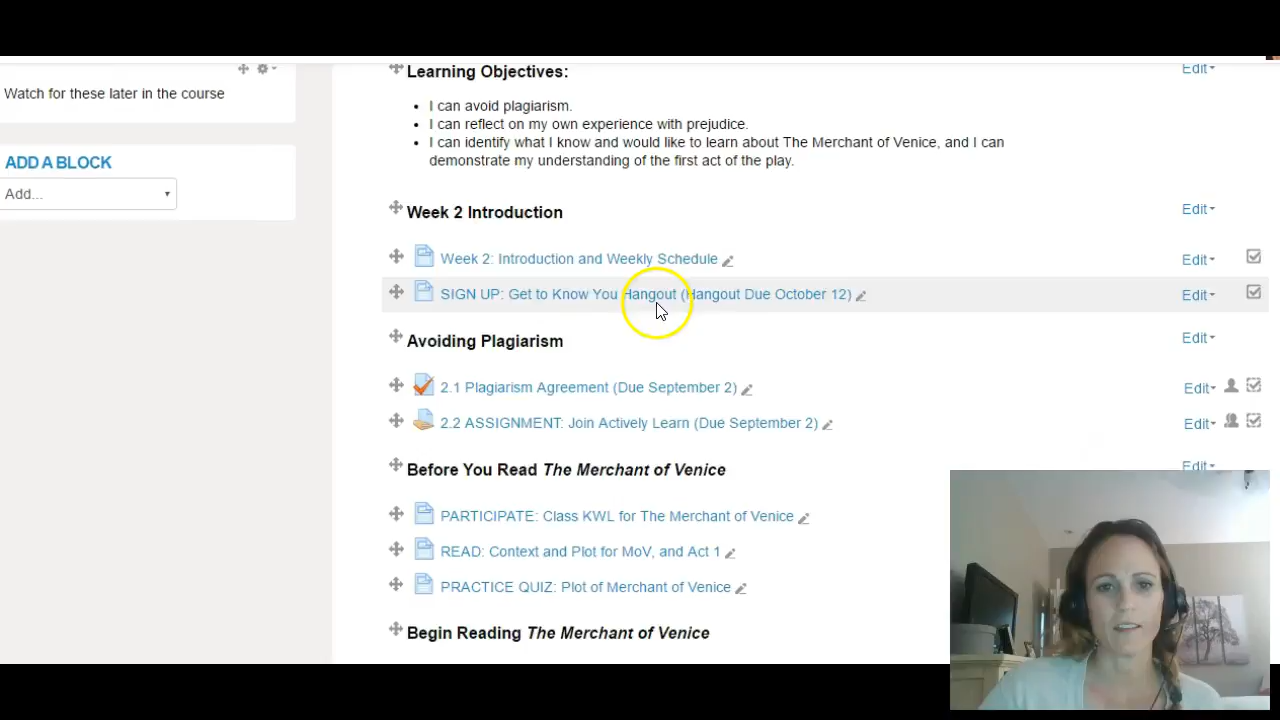 Watch for these later in the course
ADD A BLOCK
Add...
Learning Objectives:
Edit
I can avoid plagiarism.
I can reflect on my own experience with prejudice.
I can identify what I know and would like to learn about The Merchant of Venice, and I can
demonstrate my understanding of the first act of the play.
Week 2 Introduction
Edit
Week 2: Introduction and Weekly Schedule
Edit
SIGN UP: Get to Know You Hangout (Hangout Due October 12)
Edit
Avoiding Plagiarism
Edit
2.1 Plagiarism Agreement (Due September 2)
Edit
2.2 ASSIGNMENT: Join Actively Learn (Due September 2)
Edit
Before You Read The Merchant of Venice
Edit
PARTICIPATE: Class KWL for The Merchant of Venice
READ: Context and Plot for MoV, and Act 1
PRACTICE QUIZ: Plot of Merchant of Venice
Begin Reading The Merchant of Venice